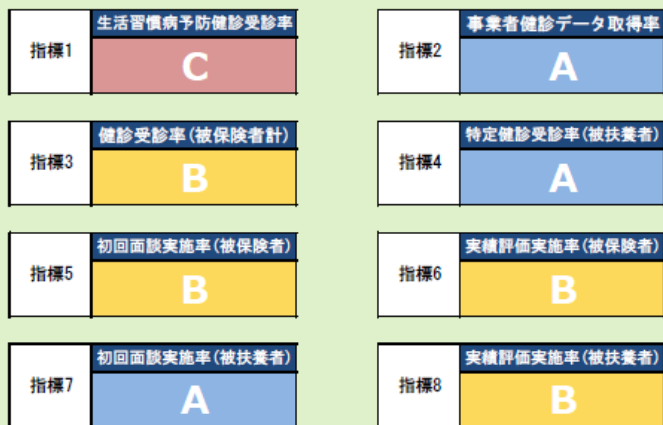 指標1
生活習慣病予防健診受診率
C
指標2
事業者健診データ取得率
A
指標3
健診受診率(被保険者計)
B
指標4
特定健診受診率(被扶養者)
A
指標5
初回面談実施率(被保険者)
B
指標6
実績評価実施率(被保険者)
B
指標7
初回面談実施率(被扶養者)
A
指標8
実績評価実施率(被扶養者)
B